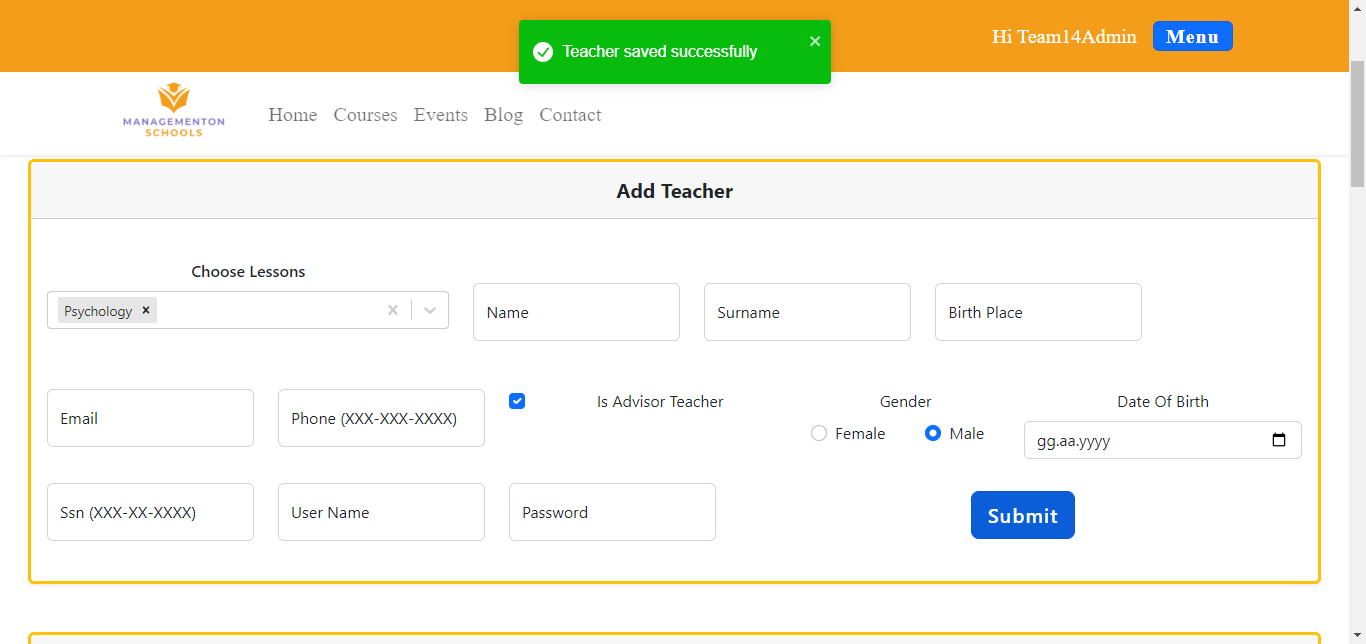 Teacher saved successfully
Hi Team14Admin
Menu
MANAGEMENTON
SCHOOLS
Home
Courses
Events
Blog
Contact
Add Teacher
Choose Lessons
Psychology
Name
Surname
Birth Place
Email
Phone (XXX-XXX-XXXX)
Is Advisor Teacher
Gender
Female
Male
Date Of Birth
gg.aa.yyyy
Ssn (XXX-XX-XXXX)
User Name
Password
Submit